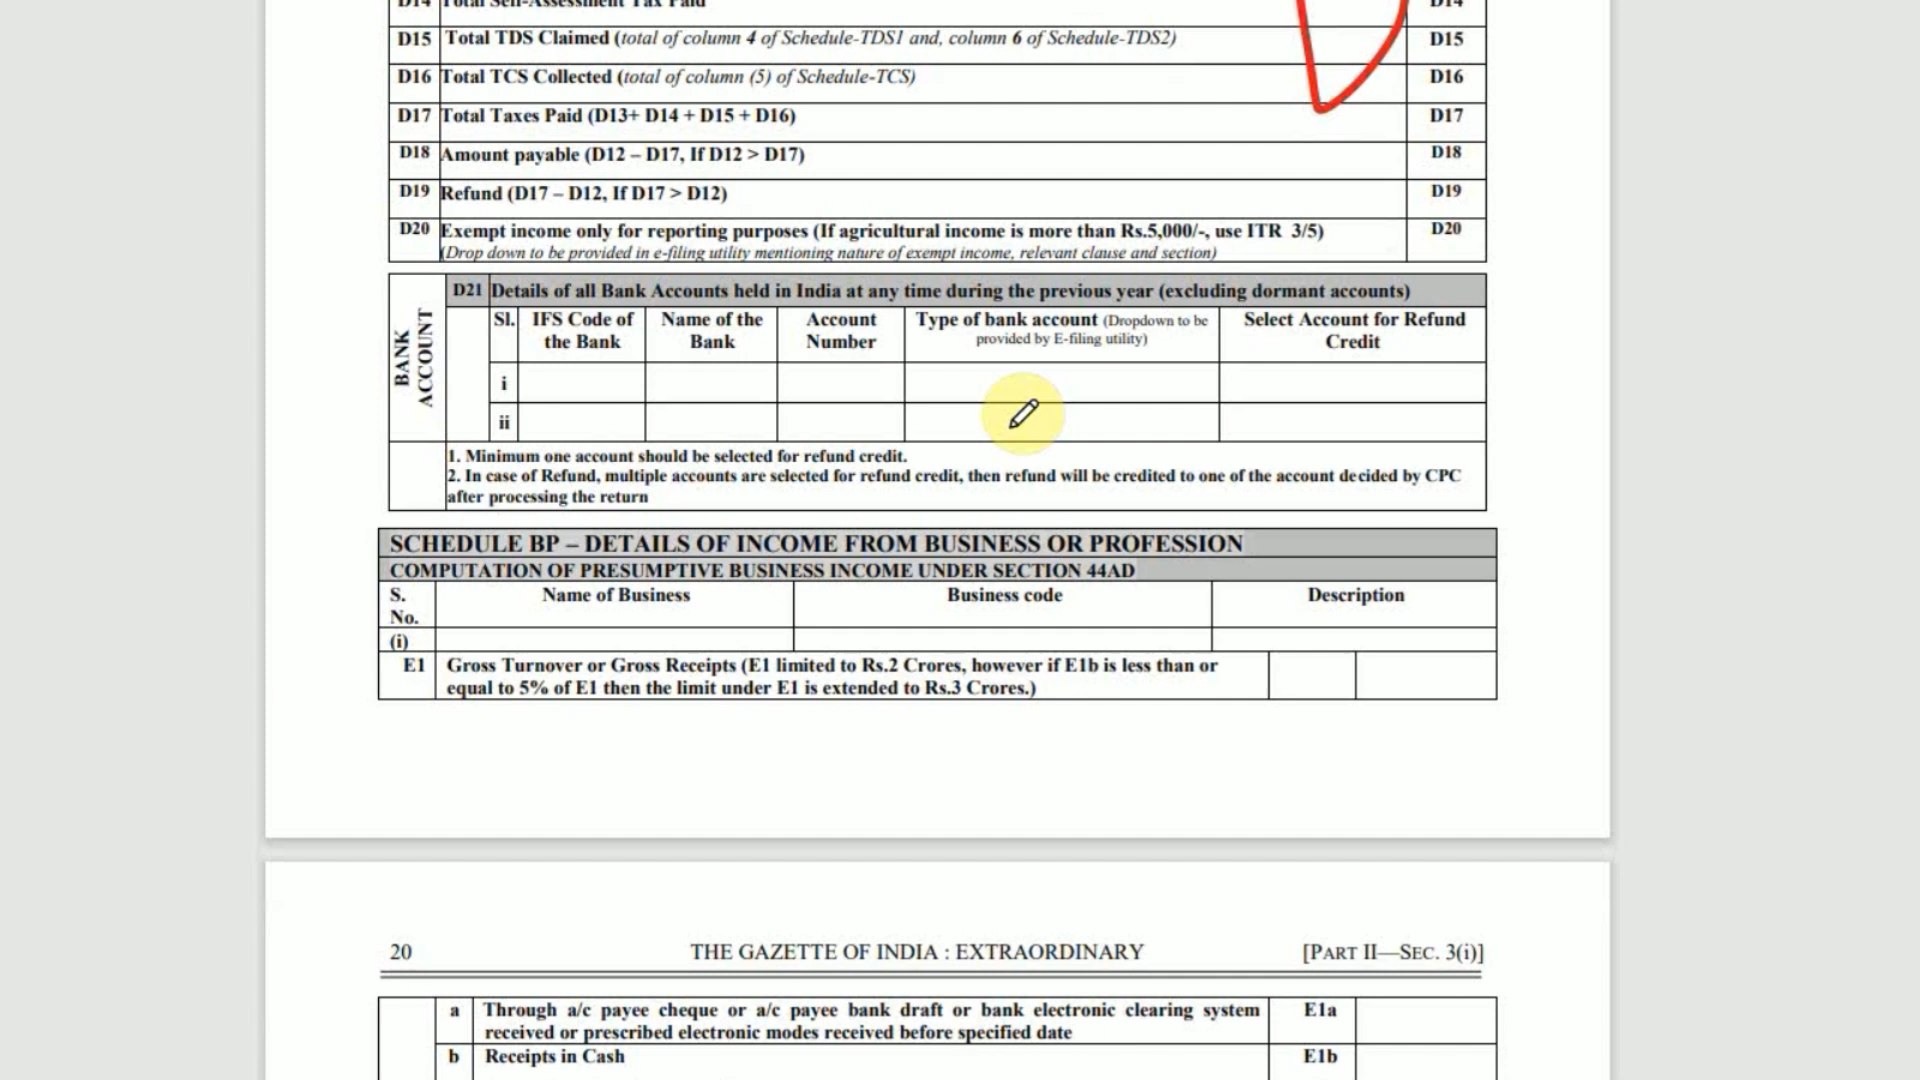 D14 Total Self-Assessment Tax Paid D14
D15 Total TDS Claimed (total of column 4 of Schedule-TDS1 and, column 6 of Schedule-TDS2) D15
D16 Total TCS Collected (total of column (5) of Schedule-TCS) D16
D17 Total Taxes Paid (D13+ D14 + D15 + D16) D17
D18 Amount payable (D12 – D17, If D12 > D17) D18
D19 Refund (D17 – D12, If D17 > D12) D19
D20 Exempt income only for reporting purposes (If agricultural income is more than Rs.5,000/-, use ITR 3/5) D20
(Drop down to be provided in e-filing utility mentioning nature of exempt income, relevant clause and section)
BANK
ACCOUNT
D21 Details of all Bank Accounts held in India at any time during the previous year (excluding dormant accounts)
Sl. IFS Code of Name of the Account Type of bank account (Dropdown to be Select Account for Refund
the Bank Bank Number provided by E-filing utility) Credit
i
ii
1. Minimum one account should be selected for refund credit.
2. In case of Refund, multiple accounts are selected for refund credit, then refund will be credited to one of the account decided by CPC
after processing the return
SCHEDULE BP – DETAILS OF INCOME FROM BUSINESS OR PROFESSION
COMPUTATION OF PRESUMPTIVE BUSINESS INCOME UNDER SECTION 44AD
S. Name of Business Business code Description
No.
(i)
E1 Gross Turnover or Gross Receipts (E1 limited to Rs.2 Crores, however if E1b is less than or
equal to 5% of E1 then the limit under E1 is extended to Rs.3 Crores.)
20 THE GAZETTE OF INDIA : EXTRAORDINARY [PART II—SEC. 3(i)]
a Through a/c payee cheque or a/c payee bank draft or bank electronic clearing system E1a
received or prescribed electronic modes received before specified date
b Receipts in Cash E1b